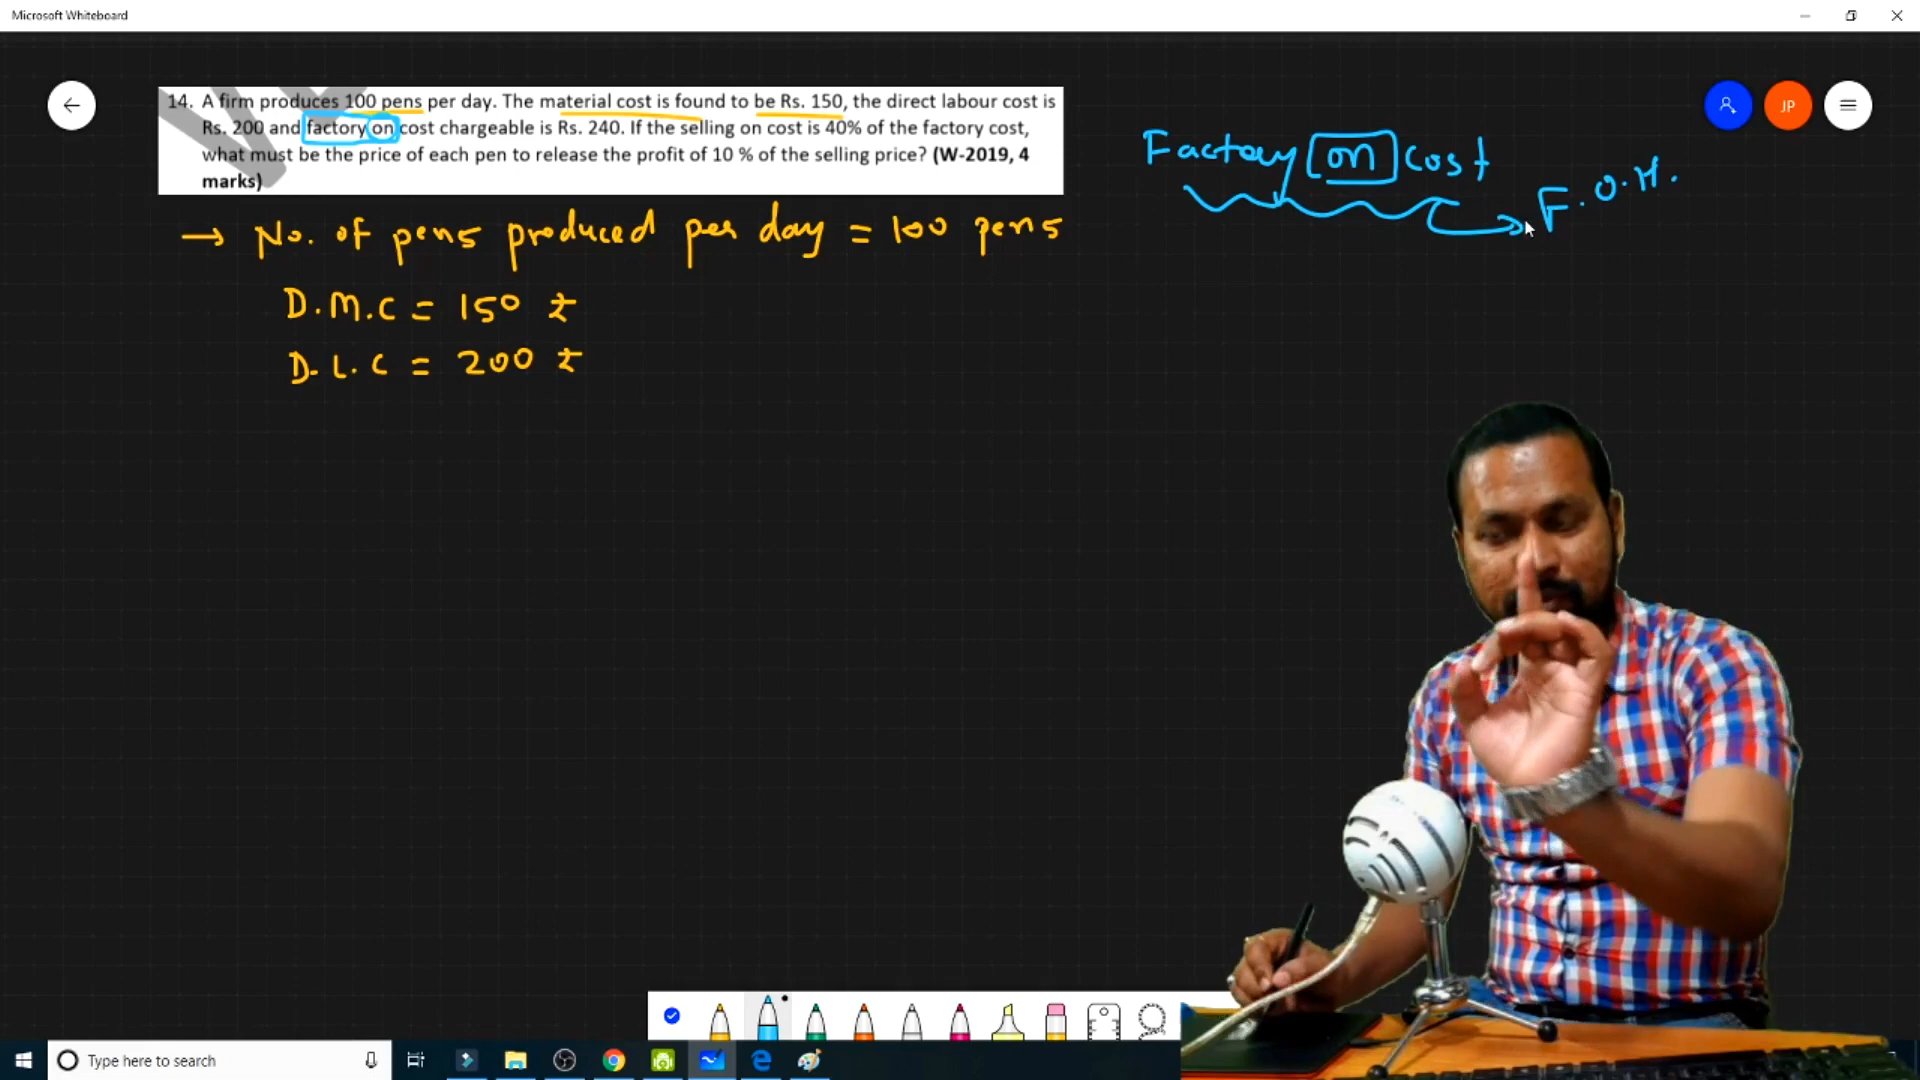 Microsoft Whiteboard
14. A firm produces 100 pens per day. The material cost is found to be Rs. 150, the direct labour cost is
Rs. 200 and factory on cost chargeable is Rs. 240. If the selling on cost is 40% of the factory cost,
what must be the price of each pen to release the profit of 10 % of the selling price? (W-2019, 4
marks)
JP
Factory on cost
F.O.H.
→ No. of pens produced per day = 100 pens
D.M.C = 150 ₹
D.L.C = 200 ₹
Type here to search